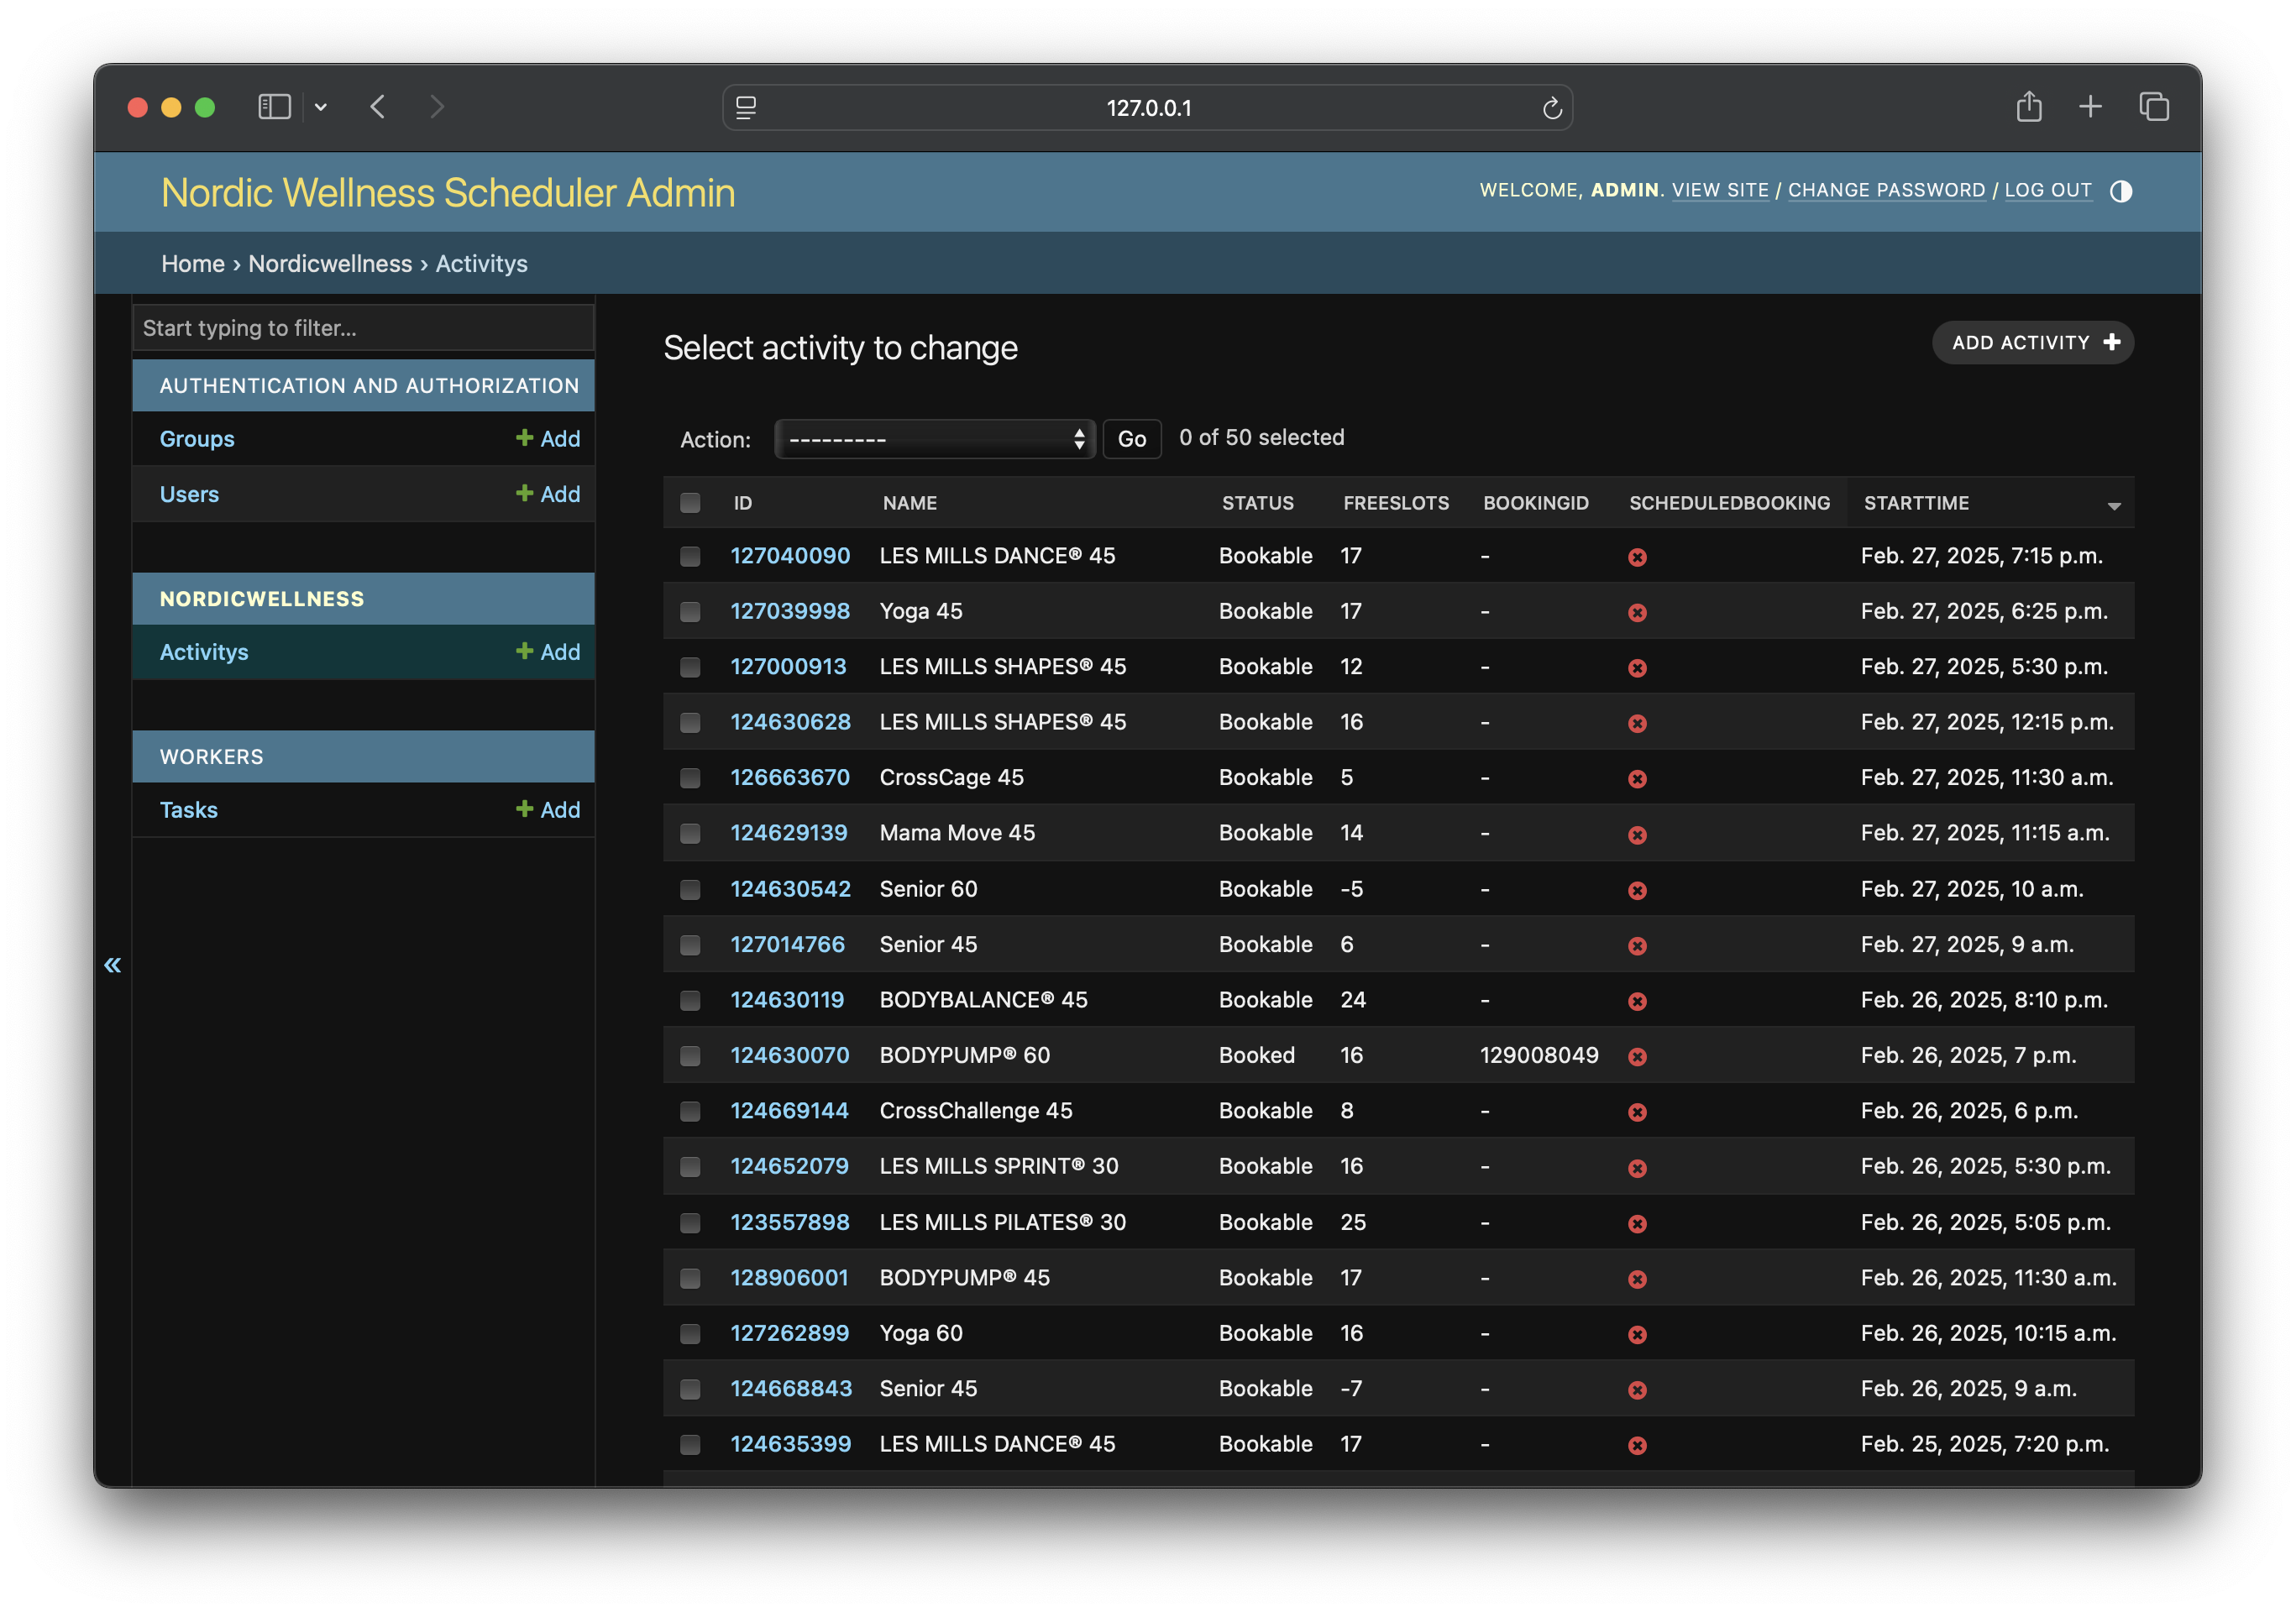 127.0.0.1
Nordic Wellness Scheduler Admin
WELCOME, ADMIN. VIEW SITE / CHANGE PASSWORD / LOG OUT
Home › Nordicwellness › Activitys
Start typing to filter...
AUTHENTICATION AND AUTHORIZATION
Groups + Add
Users + Add
NORDICWELLNESS
Activitys + Add
WORKERS
Tasks + Add
«
Select activity to change
ADD ACTIVITY +
Action: --------- Go 0 of 50 selected
ID NAME STATUS FREESLOTS BOOKINGID SCHEDULEDBOOKING STARTTIME
127040090 LES MILLS DANCE® 45 Bookable 17 - Feb. 27, 2025, 7:15 p.m.
127039998 Yoga 45 Bookable 17 - Feb. 27, 2025, 6:25 p.m.
127000913 LES MILLS SHAPES® 45 Bookable 12 - Feb. 27, 2025, 5:30 p.m.
124630628 LES MILLS SHAPES® 45 Bookable 16 - Feb. 27, 2025, 12:15 p.m.
126663670 CrossCage 45 Bookable 5 - Feb. 27, 2025, 11:30 a.m.
124629139 Mama Move 45 Bookable 14 - Feb. 27, 2025, 11:15 a.m.
124630542 Senior 60 Bookable -5 - Feb. 27, 2025, 10 a.m.
127014766 Senior 45 Bookable 6 - Feb. 27, 2025, 9 a.m.
124630119 BODYBALANCE® 45 Bookable 24 - Feb. 26, 2025, 8:10 p.m.
124630070 BODYPUMP® 60 Booked 16 129008049 Feb. 26, 2025, 7 p.m.
124669144 CrossChallenge 45 Bookable 8 - Feb. 26, 2025, 6 p.m.
124652079 LES MILLS SPRINT® 30 Bookable 16 - Feb. 26, 2025, 5:30 p.m.
123557898 LES MILLS PILATES® 30 Bookable 25 - Feb. 26, 2025, 5:05 p.m.
128906001 BODYPUMP® 45 Bookable 17 - Feb. 26, 2025, 11:30 a.m.
127262899 Yoga 60 Bookable 16 - Feb. 26, 2025, 10:15 a.m.
124668843 Senior 45 Bookable -7 - Feb. 26, 2025, 9 a.m.
124635399 LES MILLS DANCE® 45 Bookable 17 - Feb. 25, 2025, 7:20 p.m.